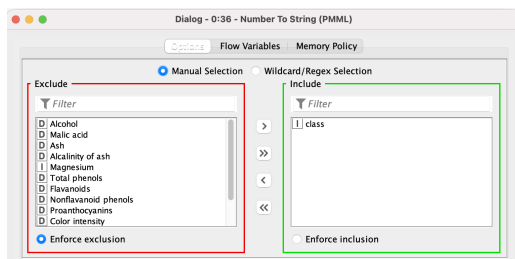 Dialog - 0:36 - Number To String (PMML)
Options Flow Variables Memory Policy
Manual Selection Wildcard/Regex Selection
Exclude
Filter
D Alcohol
D Malic acid
D Ash
D Alcalinity of ash
I Magnesium
D Total phenols
D Flavanoids
D Nonflavanoid phenols
D Proanthocyanins
D Color intensity
Enforce exclusion
>
>>
<
<<
Include
Filter
I class
Enforce inclusion